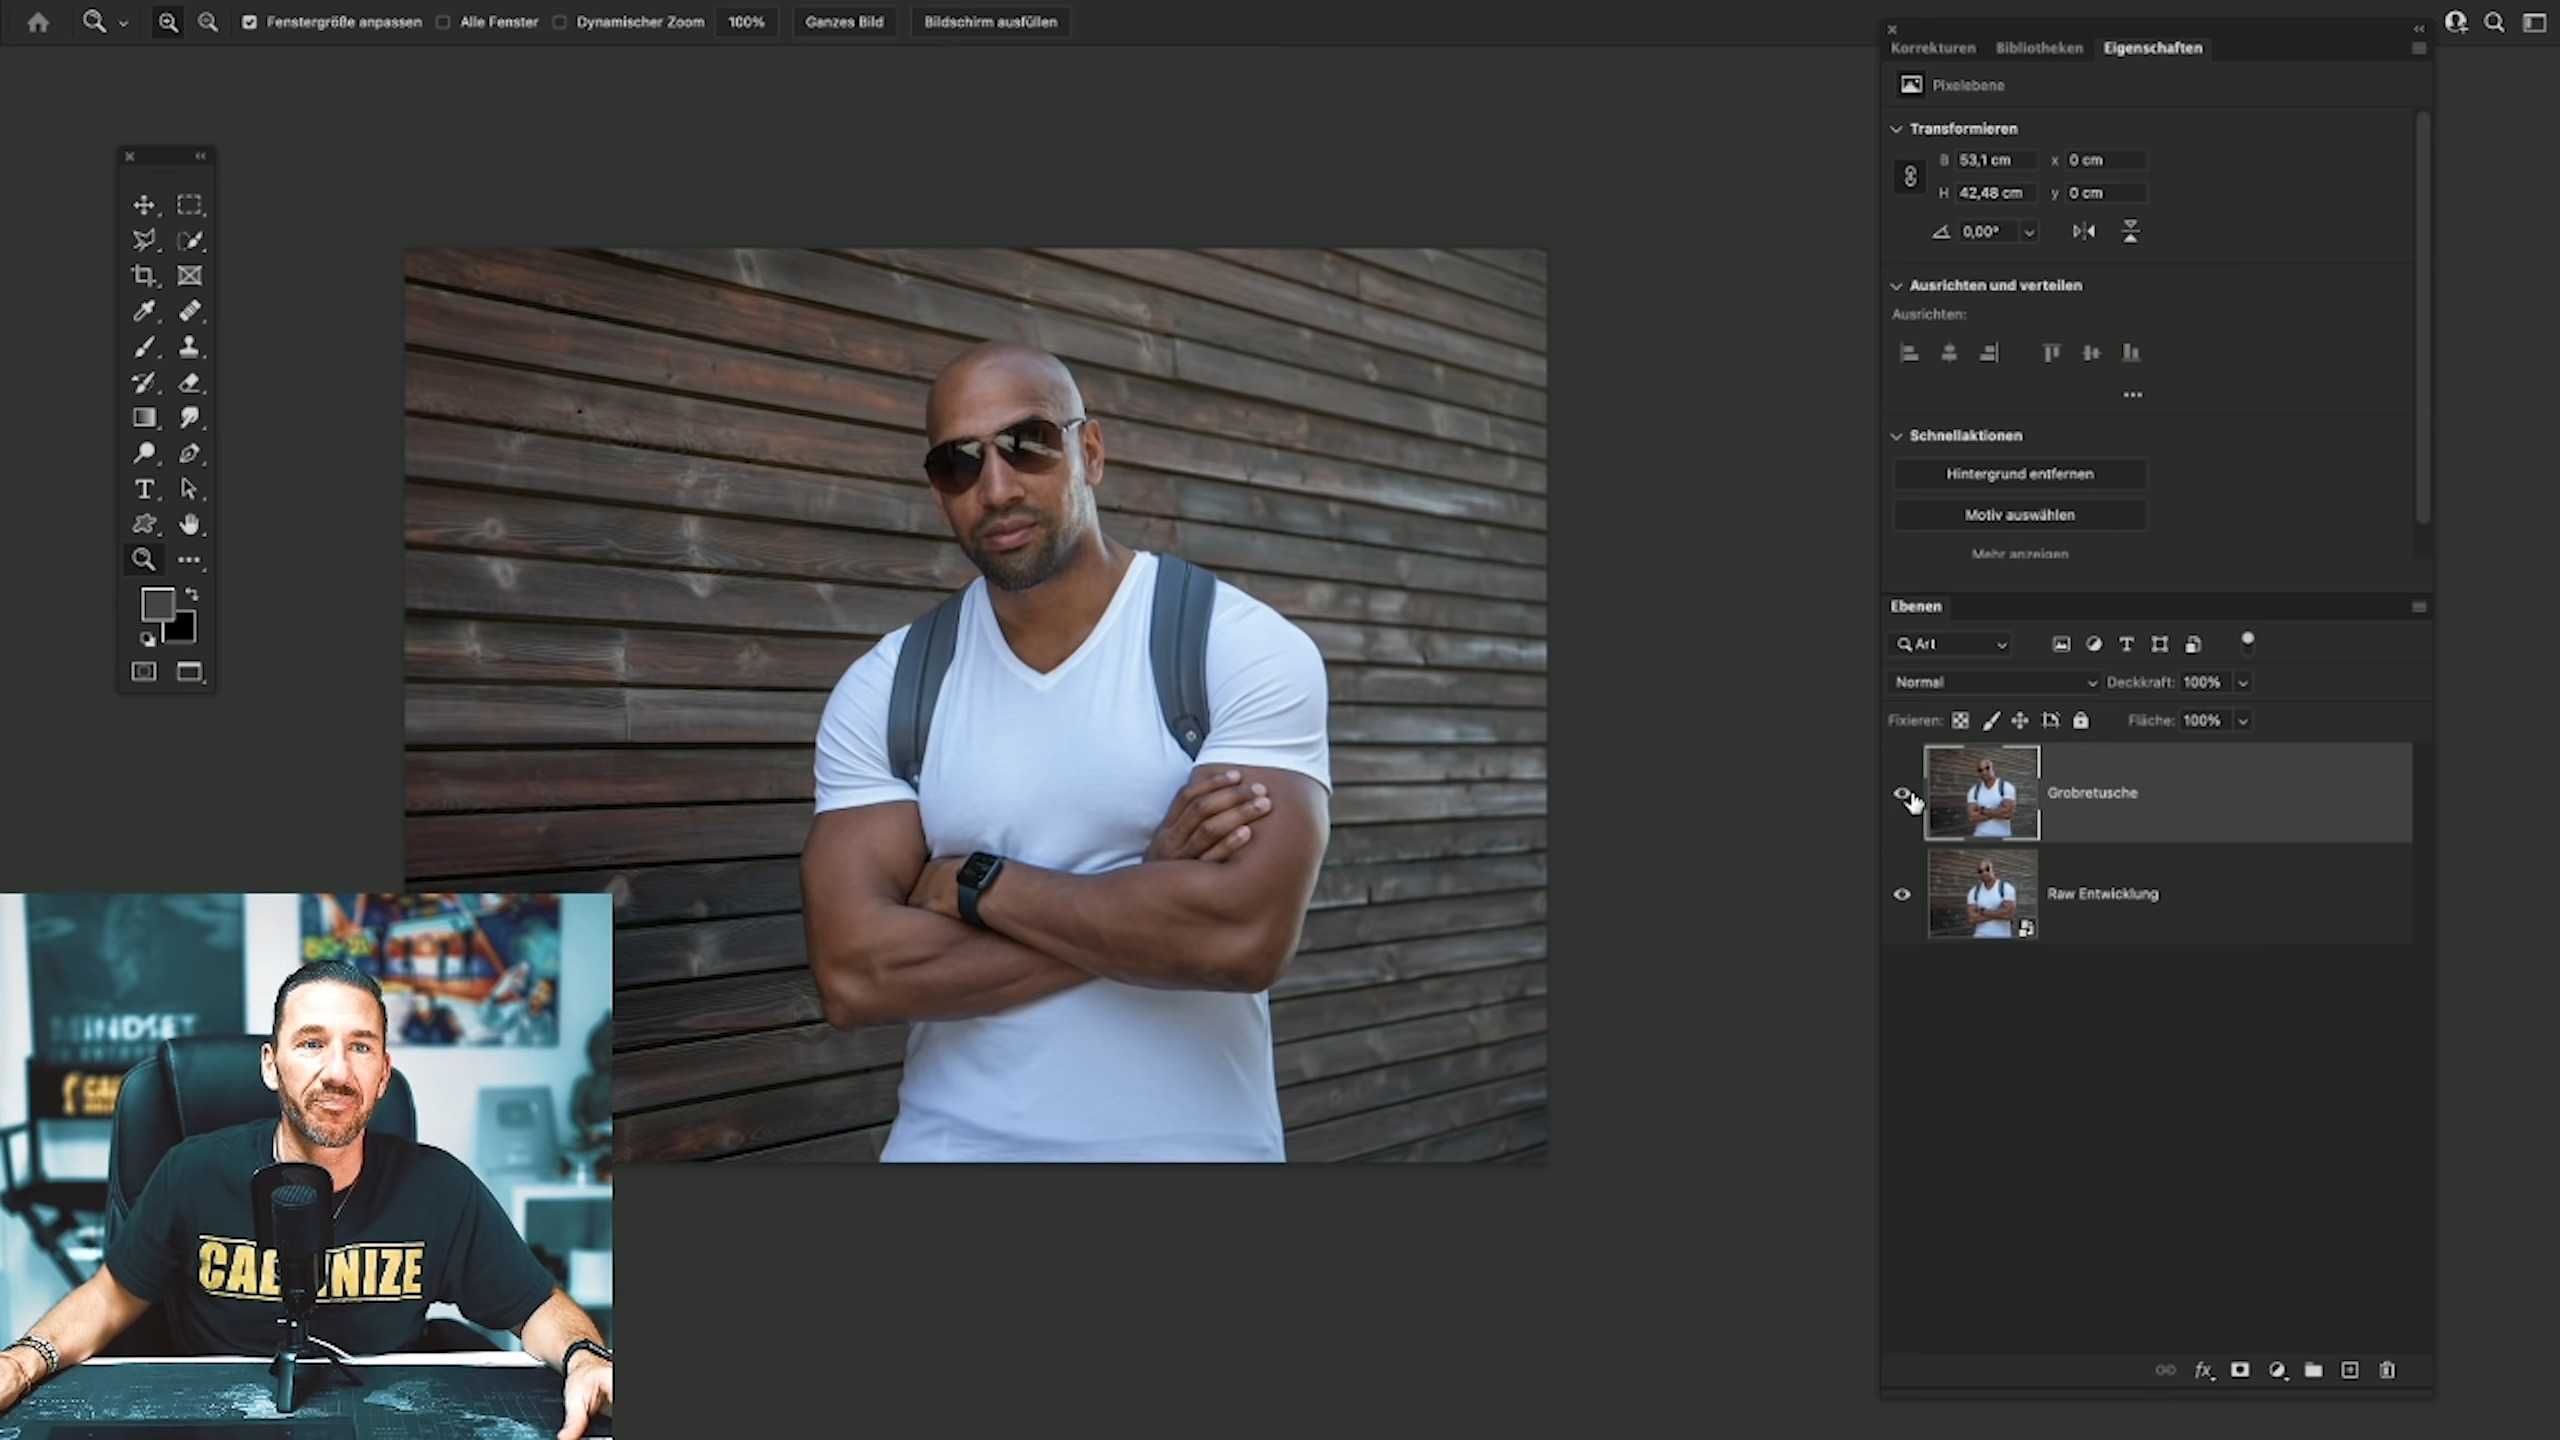 Fenstergröße anpassen Alle Fenster Dynamischer Zoom 100% Ganzes Bild Bildschirm ausfüllen
Korrekturen Bibliotheken Eigenschaften
Pixelebene
Transformieren
B 53,1 cm x 0 cm
H 42,48 cm y 0 cm
0,00°
Ausrichten und verteilen
Ausrichten:
Schnellaktionen
Hintergrund entfernen
Motiv auswählen
Mehr anzeigen
Ebenen
Art
Normal Deckkraft: 100%
Fixieren: Fläche: 100%
Grobretusche
Raw Entwicklung
MINDSET